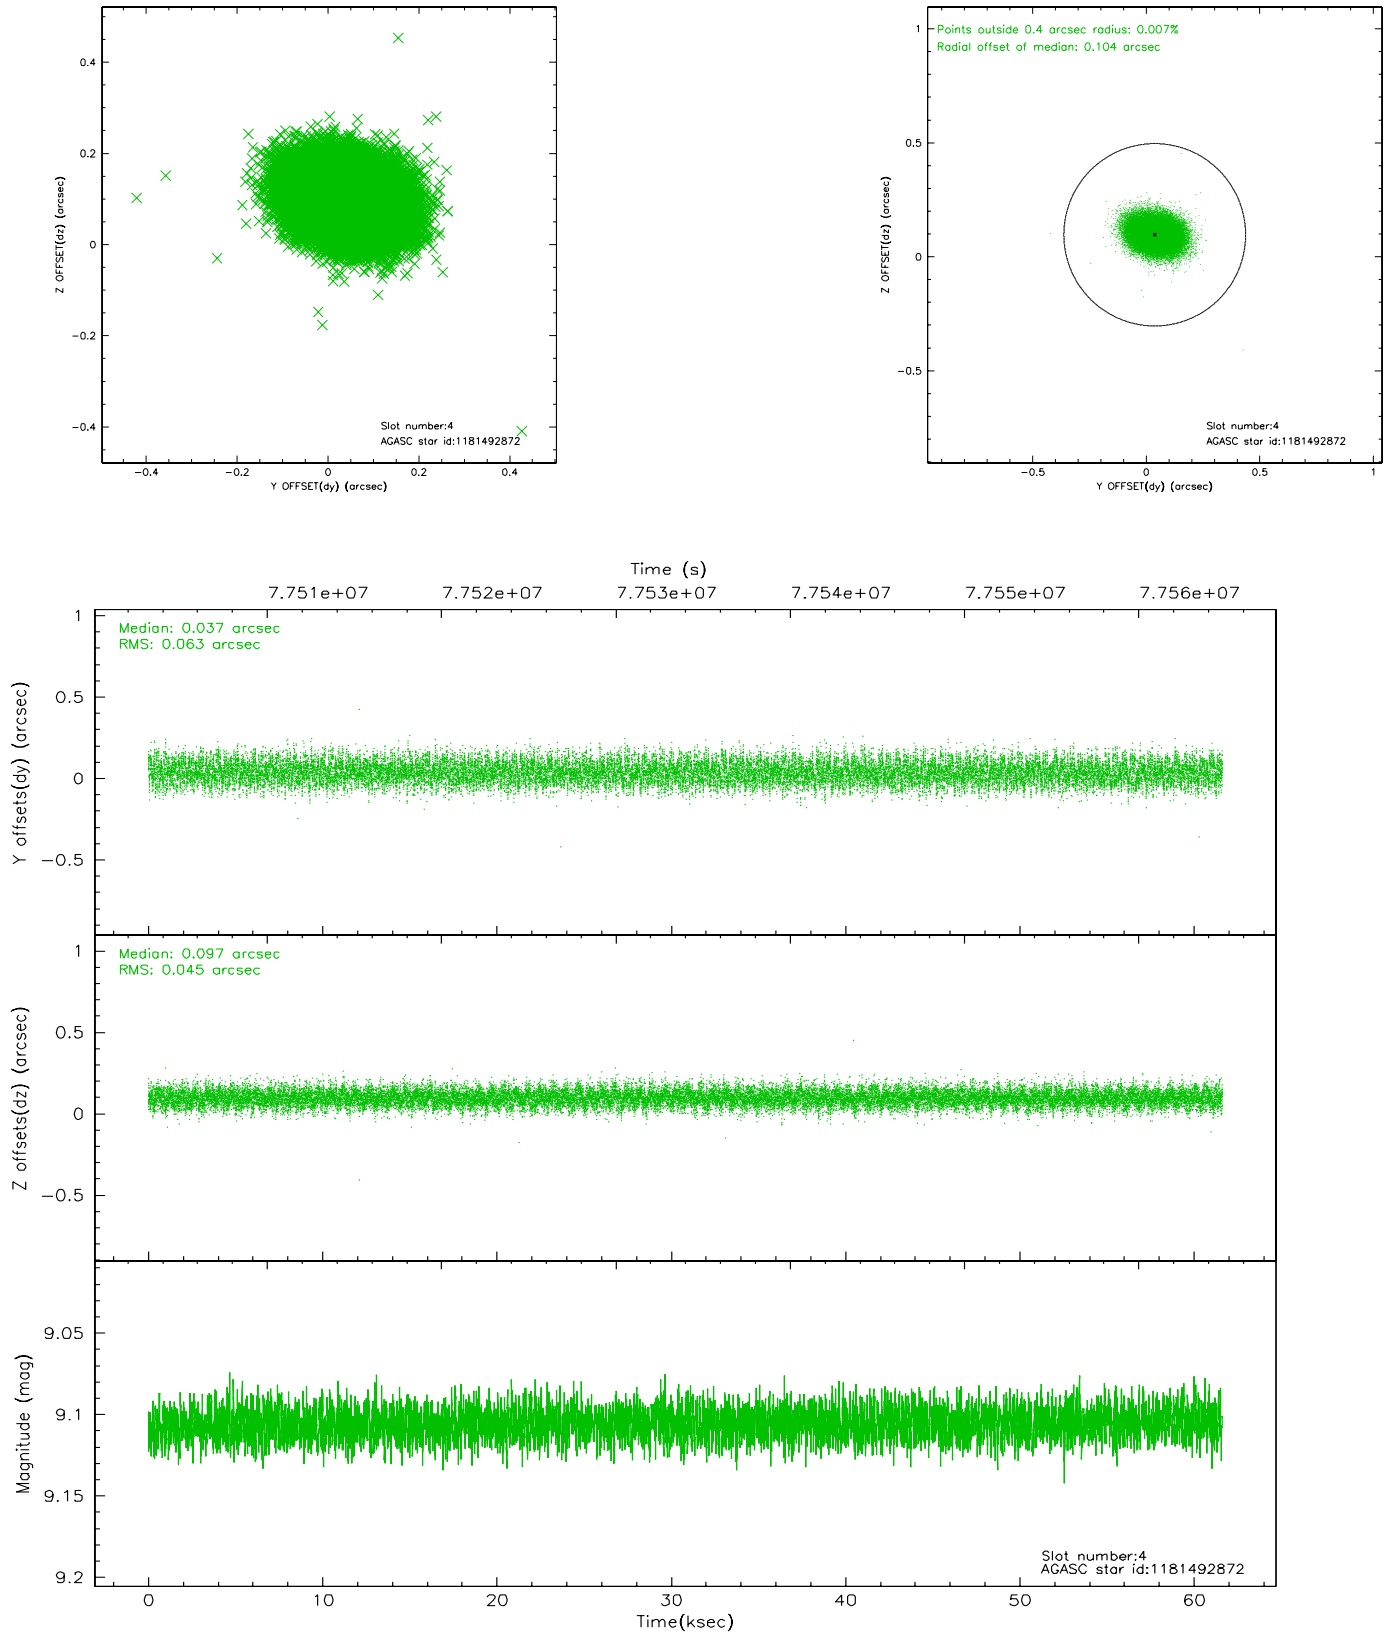 0.4
0.2
0
−0.2
−0.4
Z OFFSET(dz) (arcsec)
Slot number:4
AGASC star id:1181492872
−0.4 −0.2 0 0.2 0.4
Y OFFSET(dy) (arcsec)
Points outside 0.4 arcsec radius: 0.007%
Radial offset of median: 0.104 arcsec
1
0.5
0
−0.5
Z OFFSET(dz) (arcsec)
Slot number:4
AGASC star id:1181492872
−0.5 0 0.5 1
Y OFFSET(dy) (arcsec)
Time (s)
7.751e+07 7.752e+07 7.753e+07 7.754e+07 7.755e+07 7.756e+07
Median: 0.037 arcsec
RMS: 0.063 arcsec
1
0.5
0
−0.5
Y offsets(dy) (arcsec)
Median: 0.097 arcsec
RMS: 0.045 arcsec
1
0.5
0
−0.5
Z offsets(dz) (arcsec)
9.05
9.1
9.15
9.2
Magnitude (mag)
Slot number:4
AGASC star id:1181492872
0 10 20 30 40 50 60
Time(ksec)